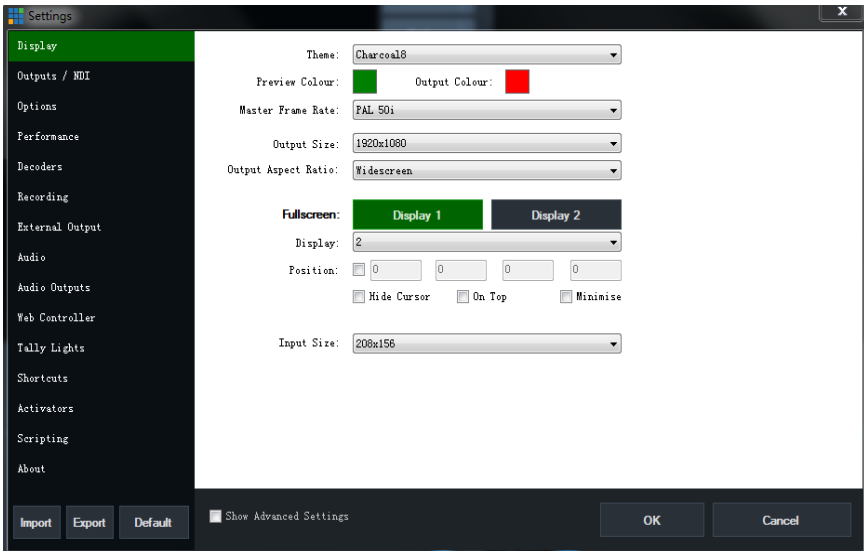 Settings
x
Display
Outputs / NDI
Options
Performance
Decoders
Recording
External Output
Audio
Audio Outputs
Web Controller
Tally Lights
Shortcuts
Activators
Scripting
About
Import Export Default
Theme: Charcoal8
Preview Colour: Output Colour:
Master Frame Rate: PAL 50i
Output Size: 1920x1080
Output Aspect Ratio: Widescreen
Fullscreen: Display 1 Display 2
Display: 2
Position: 0 0 0 0
Hide Cursor On Top Minimise
Input Size: 208x156
Show Advanced Settings OK Cancel